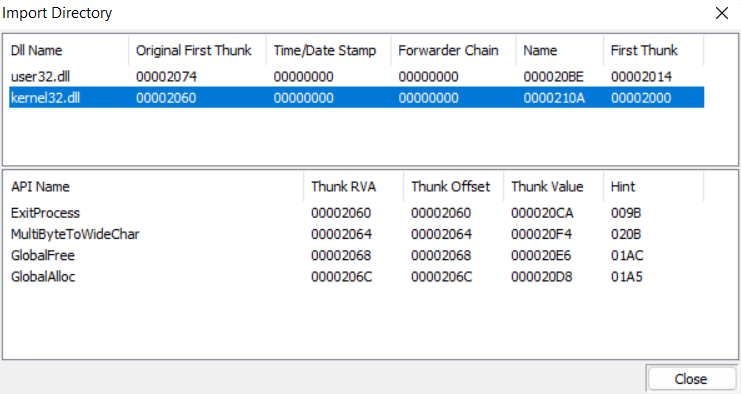 Import Directory
Dll Name Original First Thunk Time/Date Stamp Forwarder Chain Name First Thunk
user32.dll 00002074 00000000 00000000 000020BE 00002014
kernel32.dll 00002060 00000000 00000000 0000210A 00002000
API Name Thunk RVA Thunk Offset Thunk Value Hint
ExitProcess 00002060 00002060 000020CA 009B
MultiByteToWideChar 00002064 00002064 000020F4 020B
GlobalFree 00002068 00002068 000020E6 01AC
GlobalAlloc 0000206C 0000206C 000020D8 01A5
Close